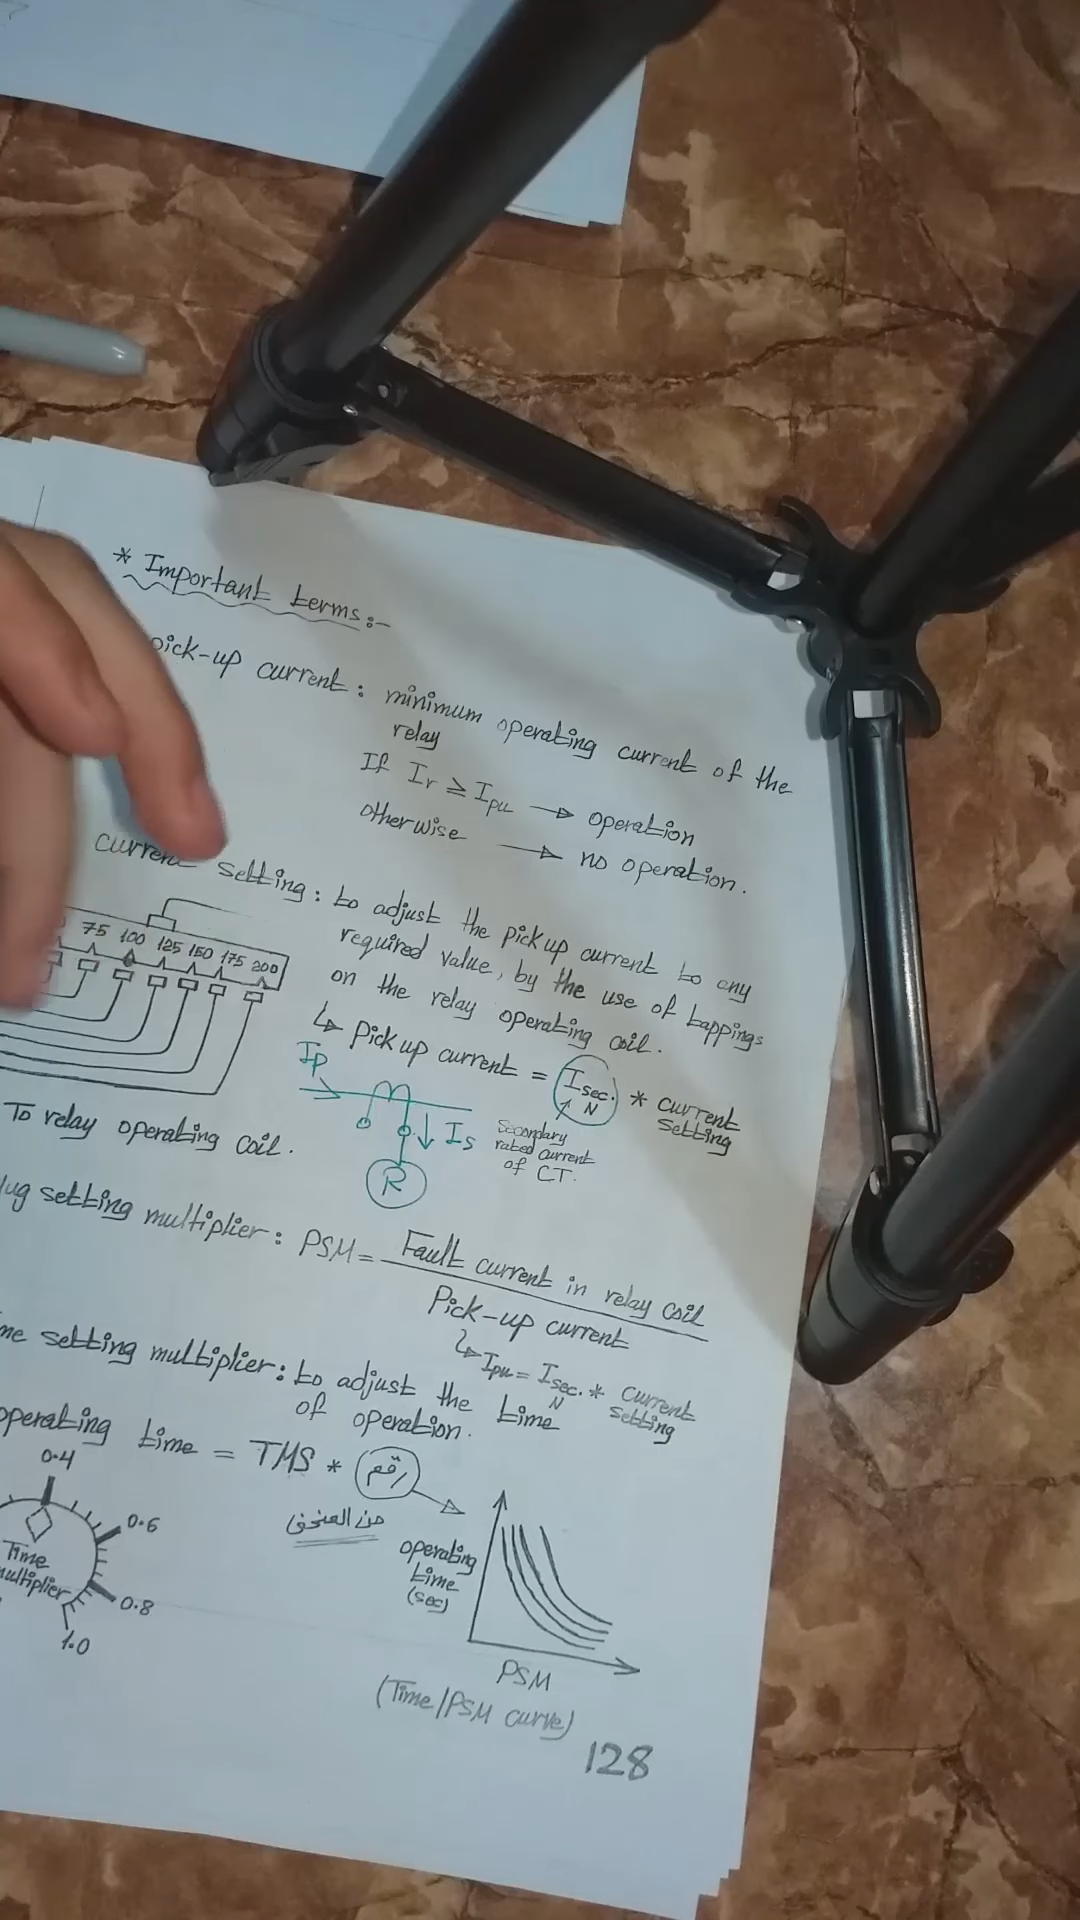 * Important terms:-
pick-up current: minimum operating current of the
relay
If Ir ≥ Ipu → operation
otherwise → no operation.
current setting: to adjust the pick up current to any
required value, by the use of tappings
on the relay operating coil.
↳ Pick up current = Isec.N * current setting
75 100 125 150 175 200
To relay operating coil.
Ip
Is
R
secondary
rated current
of C.T.
lug setting multiplier: PSM = Fault current in relay coil
Pick-up current
↳ Ipu = Isec.N * current setting
me setting multiplier: to adjust the time
of operation.
operating time = TMS * رقم
من المنحنى
0.4
0.6
0.8
1.0
Time
multiplier
operating
time
(sec)
PSM
(Time/PSM curve)
128